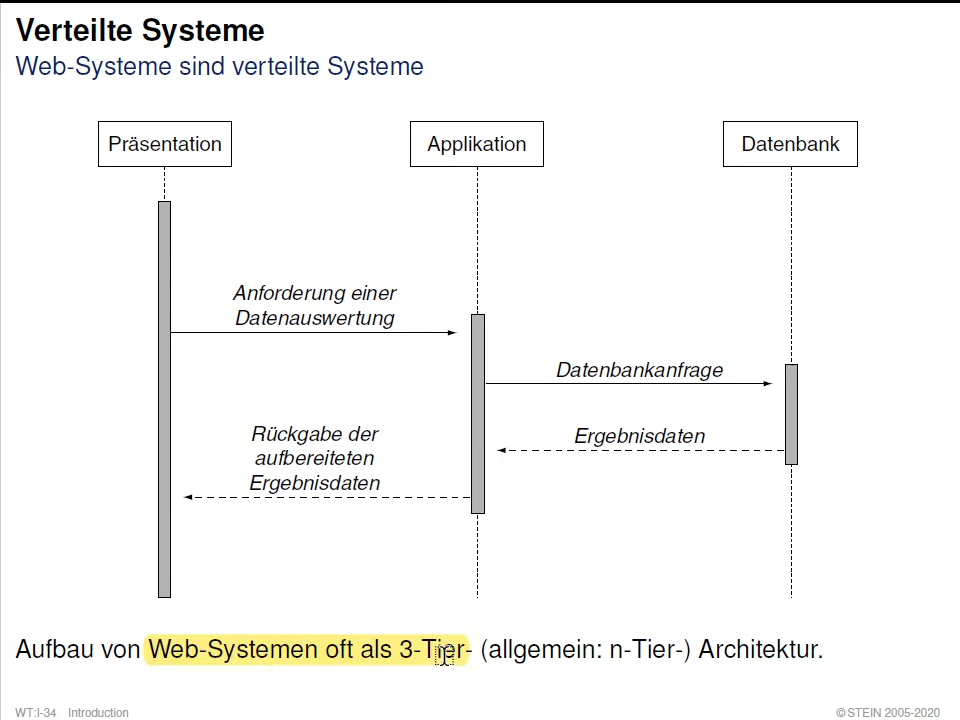 Verteilte Systeme
Web-Systeme sind verteilte Systeme
Präsentation
Applikation
Datenbank
Anforderung einer
Datenauswertung
Datenbankanfrage
Rückgabe der
aufbereiteten
Ergebnisdaten
Ergebnisdaten
Aufbau von Web-Systemen oft als 3-Tier- (allgemein: n-Tier-) Architektur.
WT:I-34 Introduction
©STEIN 2005-2020